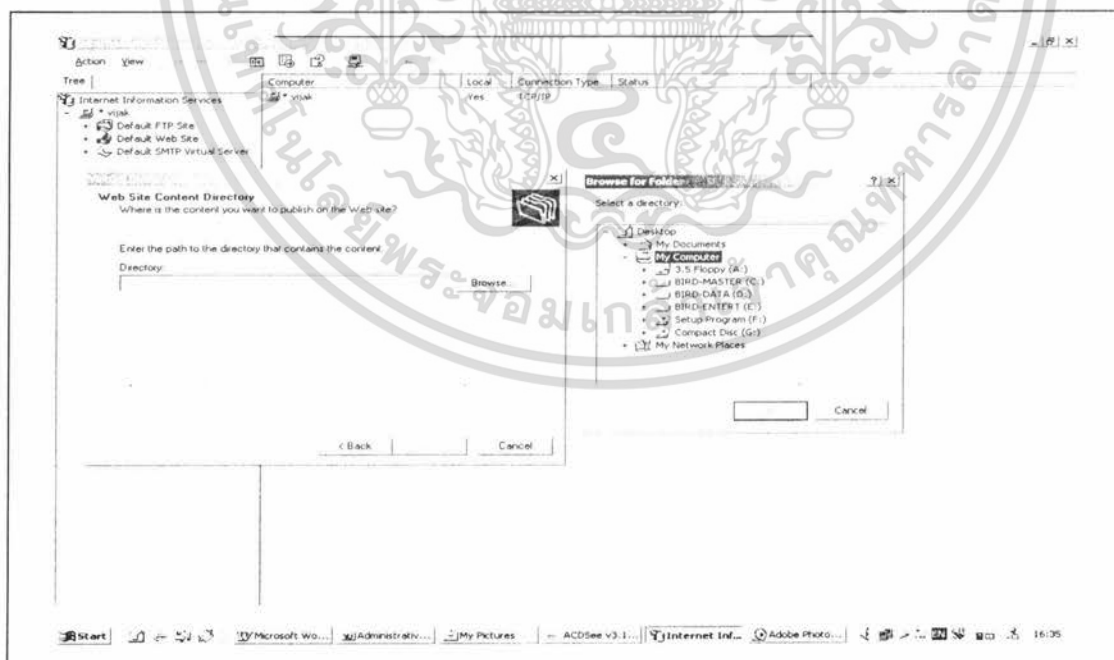 Action View
Tree
Computer Local Connection Type Status
Internet Information Services
* vijak Yes TCP/IP
* vijak
Default FTP Site
Default Web Site
Default SMTP Virtual Server
Web Site Content Directory
Where is the content you want to publish on the Web site?
Enter the path to the directory that contains the content.
Directory:
Browse...
< Back
Cancel
Browse for Folder
Select a directory:
Desktop
My Documents
My Computer
3.5 Floppy (A:)
BIRD-MASTER (C:)
BIRD-DATA (D:)
BIRD-ENTERT (E:)
Setup Program (F:)
Compact Disc (G:)
My Network Places
Cancel
Start Microsoft Wo... Administrativ... My Pictures ACDSee v3.1... Internet Inf... Adobe Photo... EN 16:35